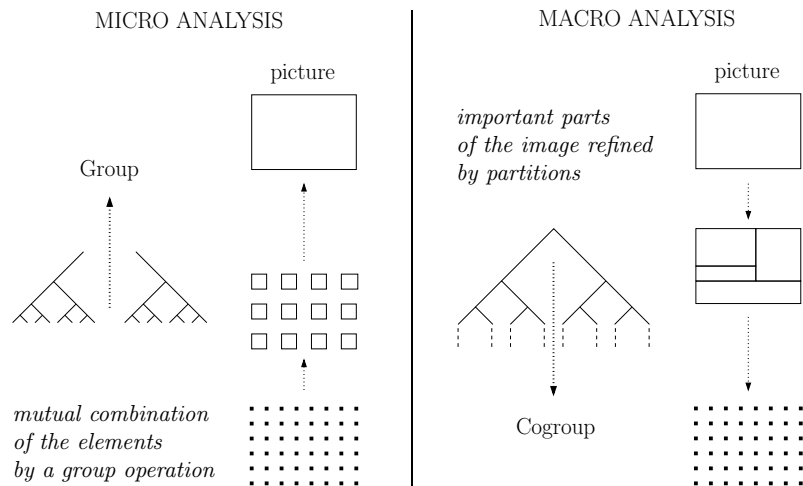 MICRO ANALYSIS
picture
Group
mutual combination
of the elements
by a group operation
MACRO ANALYSIS
picture
important parts
of the image refined
by partitions
Cogroup